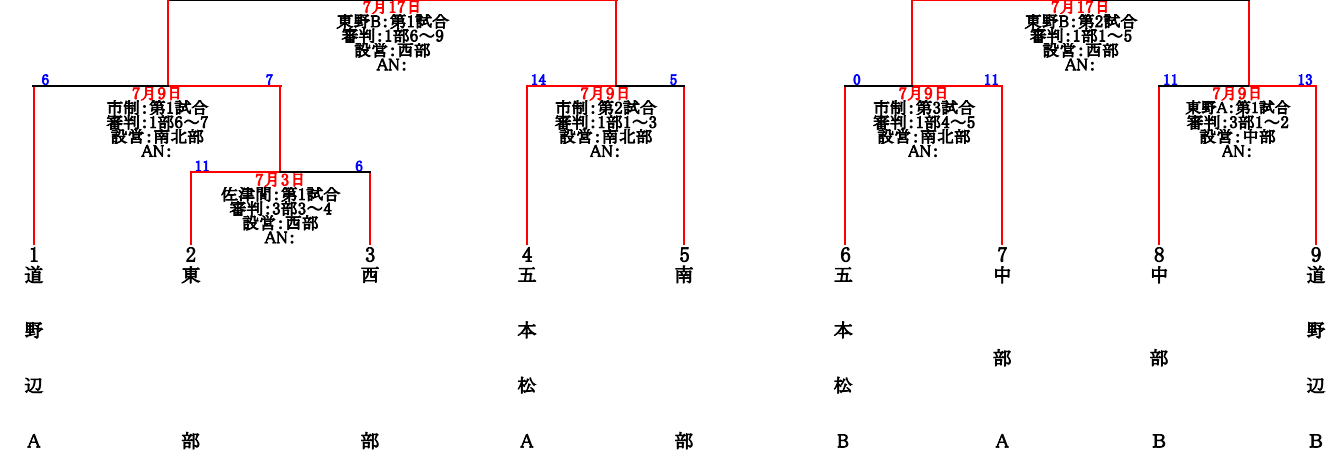 7月17日
東野B:第1試合
審判:1部6～9
設営:西部
AN:
7月17日
東野B:第2試合
審判:1部1～5
設営:西部
AN:
6 7
7月9日
市制:第1試合
審判:1部6～7
設営:南北部
AN:
14 5
7月9日
市制:第2試合
審判:1部1～3
設営:南北部
AN:
0 11
7月9日
市制:第3試合
審判:1部4～5
設営:南北部
AN:
11 13
7月9日
東野A:第1試合
審判:3部1～2
設営:中部
AN:
11 6
7月3日
佐津間:第1試合
審判:3部3～4
設営:西部
AN:
1
道野辺A
2
東部
3
西部
4
五本松A
5
南部
6
五本松B
7
中部A
8
中部B
9
道野辺B